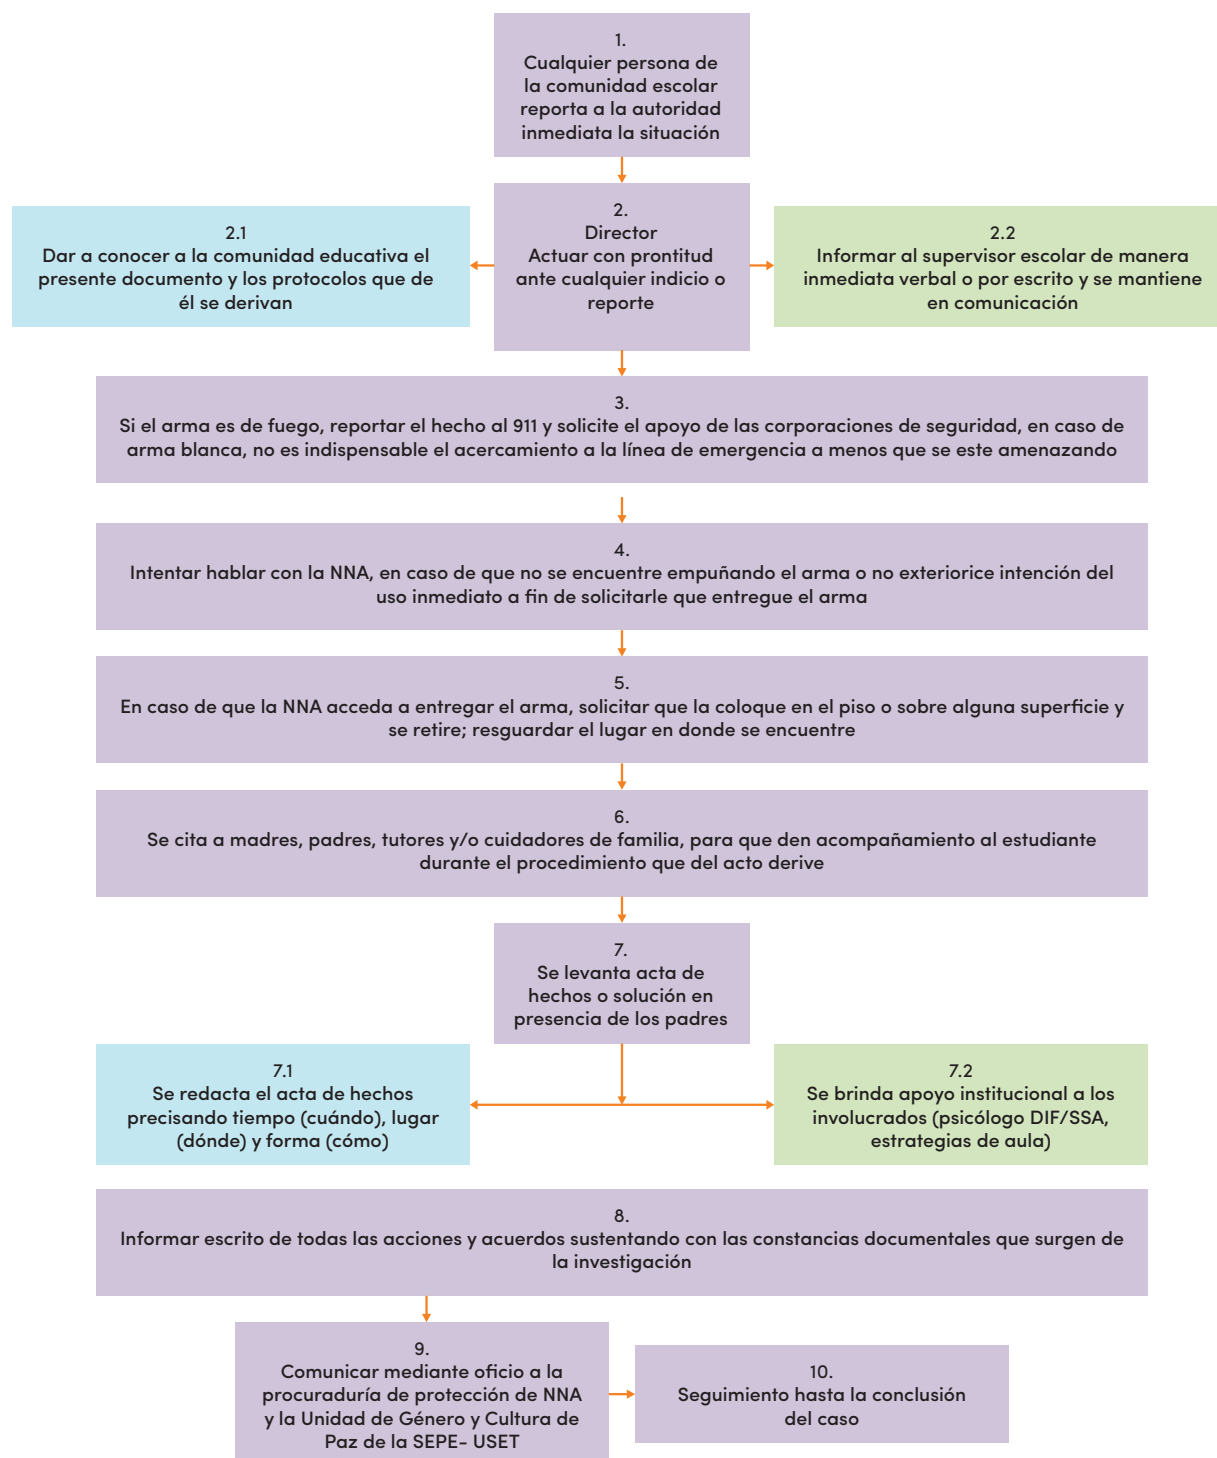 1.
Cualquier persona de
la comunidad escolar
reporta a la autoridad
inmediata la situación
2.
Director
Actuar con prontitud
ante cualquier indicio o
reporte
2.1
Dar a conocer a la comunidad educativa el
presente documento y los protocolos que de
él se derivan
2.2
Informar al supervisor escolar de manera
inmediata verbal o por escrito y se mantiene
en comunicación
3.
Si el arma es de fuego, reportar el hecho al 911 y solicite el apoyo de las corporaciones de seguridad, en caso de
arma blanca, no es indispensable el acercamiento a la línea de emergencia a menos que se este amenazando
4.
Intentar hablar con la NNA, en caso de que no se encuentre empuñando el arma o no exteriorice intención del
uso inmediato a fin de solicitarle que entregue el arma
5.
En caso de que la NNA acceda a entregar el arma, solicitar que la coloque en el piso o sobre alguna superficie y
se retire; resguardar el lugar en donde se encuentre
6.
Se cita a madres, padres, tutores y/o cuidadores de familia, para que den acompañamiento al estudiante
durante el procedimiento que del acto derive
7.
Se levanta acta de
hechos o solución en
presencia de los padres
7.1
Se redacta el acta de hechos
precisando tiempo (cuándo), lugar
(dónde) y forma (cómo)
7.2
Se brinda apoyo institucional a los
involucrados (psicólogo DIF/SSA,
estrategias de aula)
8.
Informar escrito de todas las acciones y acuerdos sustentando con las constancias documentales que surgen de
la investigación
9.
Comunicar mediante oficio a la
procuraduría de protección de NNA
y la Unidad de Género y Cultura de
Paz de la SEPE- USET
10.
Seguimiento hasta la conclusión
del caso